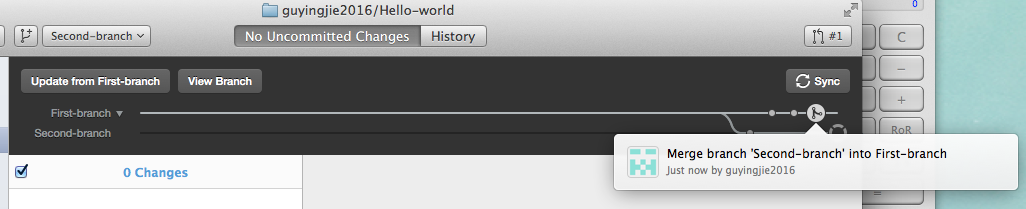 guyingjie2016/Hello-world
0
Second-branch
No Uncommitted Changes
History
#1
C
Update from First-branch
View Branch
Sync
−
First-branch
+
Second-branch
RoR
Merge branch 'Second-branch' into First-branch
Just now by guyingjie2016
0 Changes
=